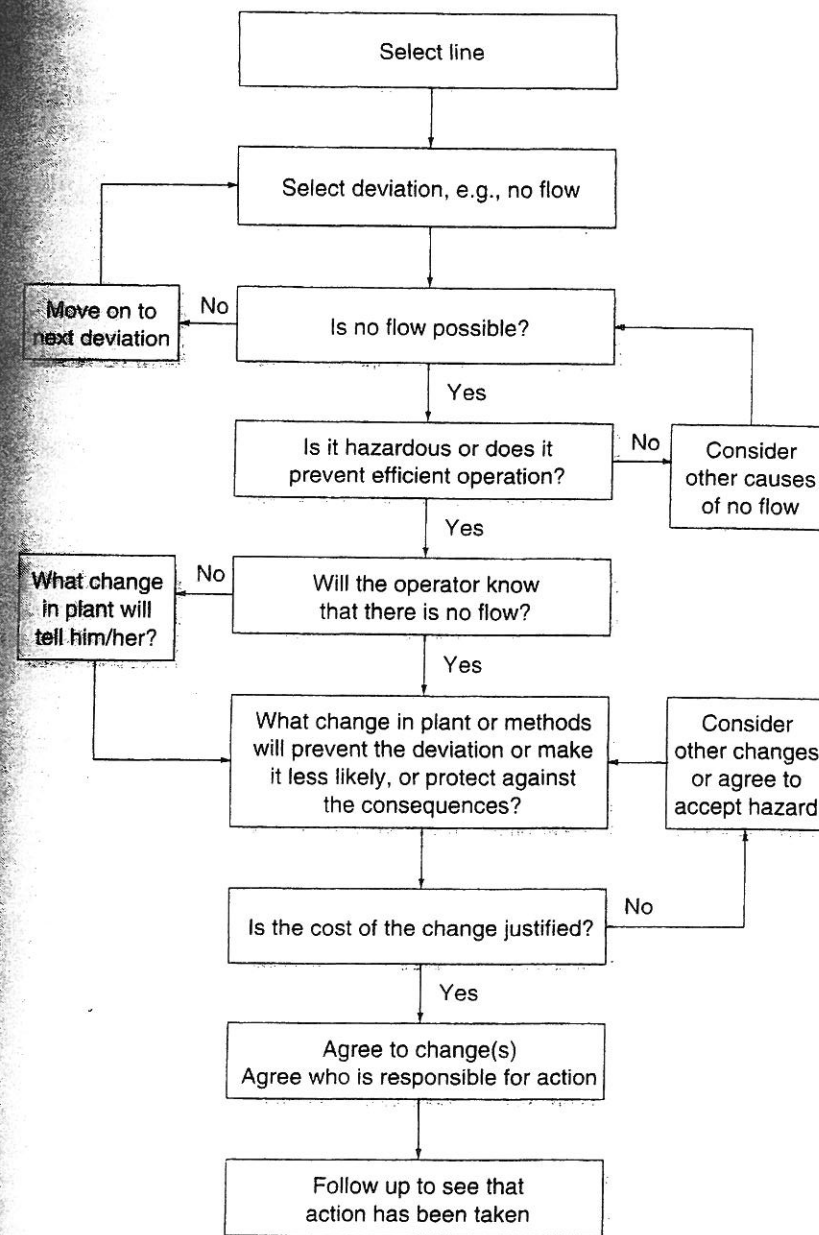 Select line
Select deviation, e.g., no flow
Move on to
next deviation
No
Is no flow possible?
Yes
Is it hazardous or does it
prevent efficient operation?
No
Consider
other causes
of no flow
Yes
What change
in plant will
tell him/her?
No
Will the operator know
that there is no flow?
Yes
What change in plant or methods
will prevent the deviation or make
it less likely, or protect against
the consequences?
Consider
other changes
or agree to
accept hazard
Is the cost of the change justified?
No
Yes
Agree to change(s)
Agree who is responsible for action
Follow up to see that
action has been taken